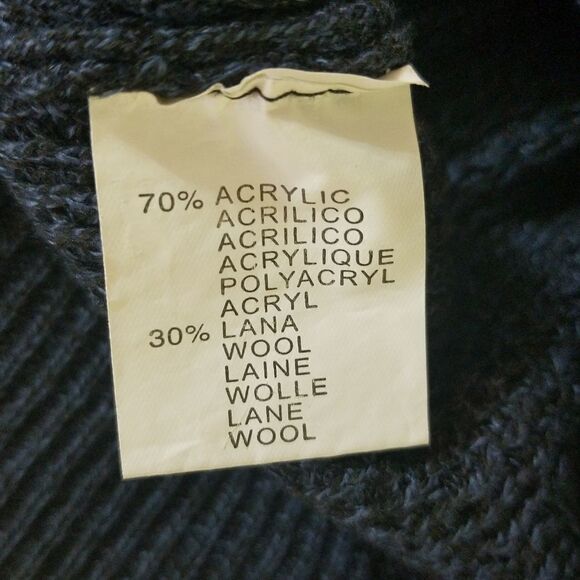 70% ACRYLIC
ACRILICO
ACRILICO
ACRYLIQUE
POLYACRYL
ACRYL
30% LANA
WOOL
LAINE
WOLLE
LANE
WOOL